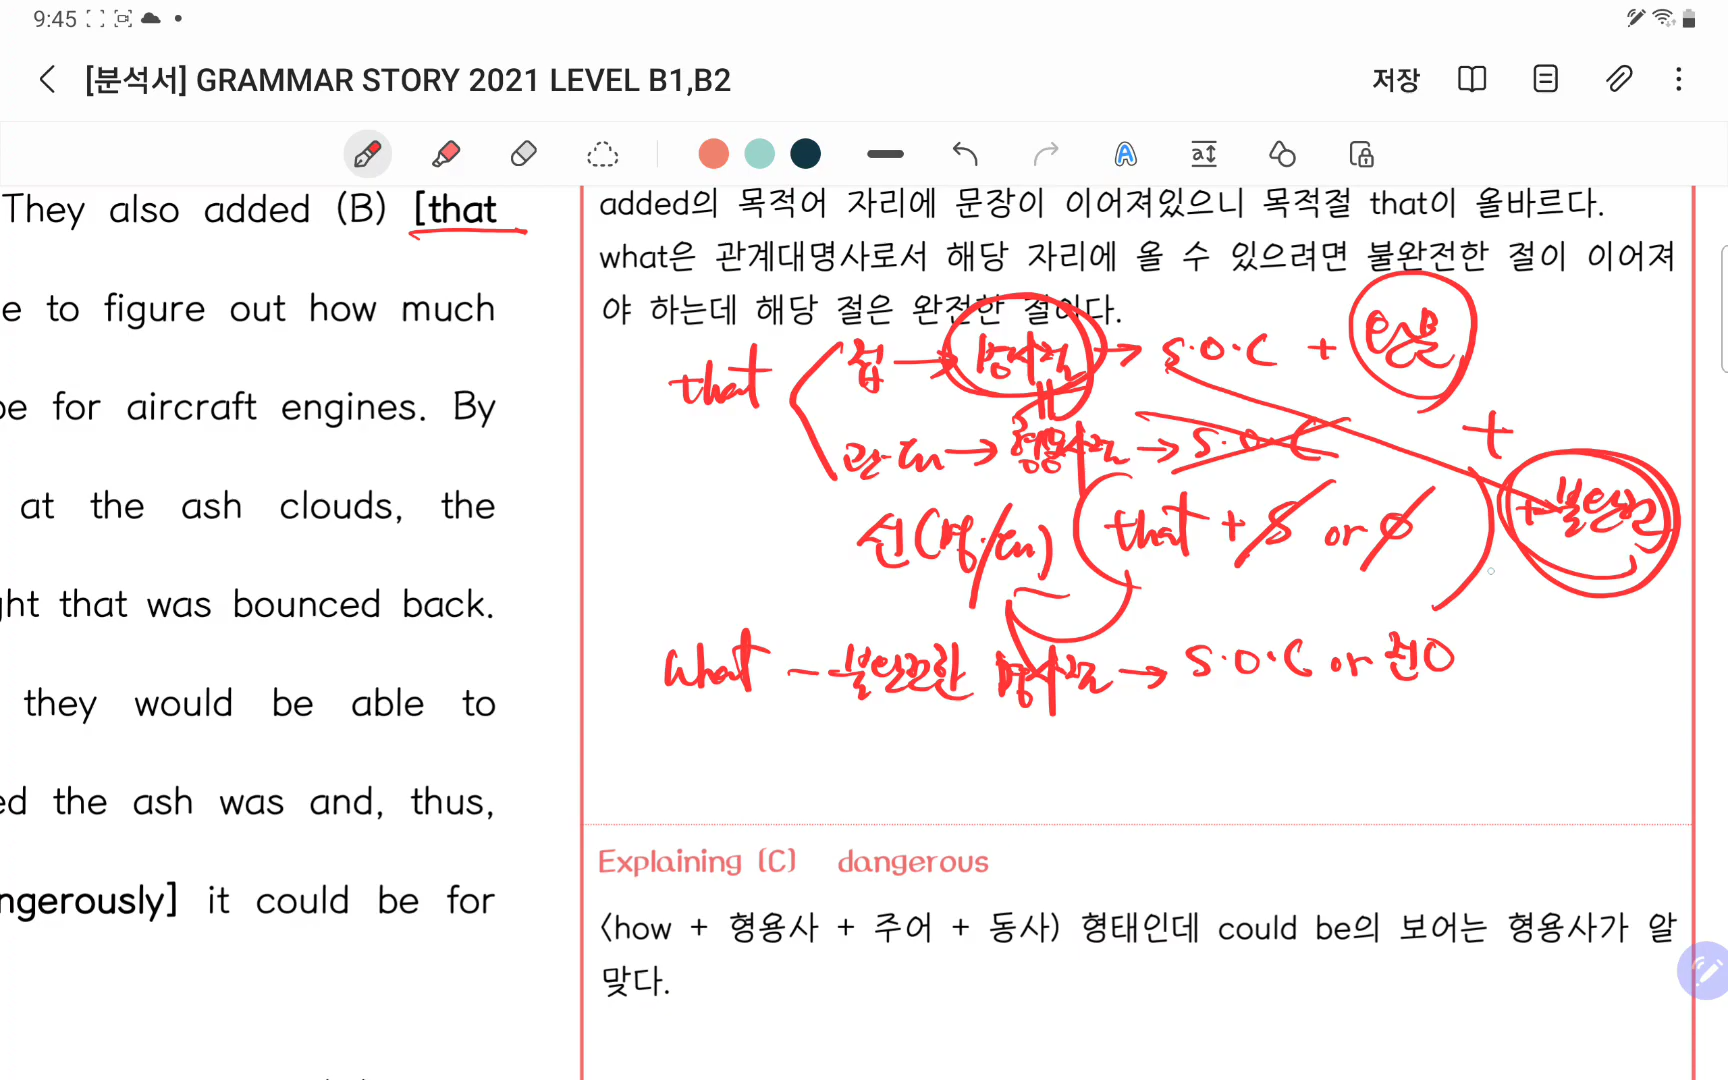 9:45
[분석서] GRAMMAR STORY 2021 LEVEL B1,B2
저장
They also added (B) [that
e to figure out how much
be for aircraft engines. By
at the ash clouds, the
ght that was bounced back.
they would be able to
ed the ash was and, thus,
ngerously] it could be for
added의 목적어 자리에 문장이 이어져있으니 목적절 that이 올바르다.
what은 관계대명사로서 해당 자리에 올 수 있으려면 불완전한 절이 이어져
야 하는데 해당 절은 완전한 절이다.
that 접 → 명사절 → S.O.C + 완전
관·대 → 형용사절 → S.O.C + 불완전
선(명/대) (that + S or O)
what ~ 불완전한 명사절 → S.O.C or 전O
Explaining (C) dangerous
(how + 형용사 + 주어 + 동사) 형태인데 could be의 보어는 형용사가 알
맞다.